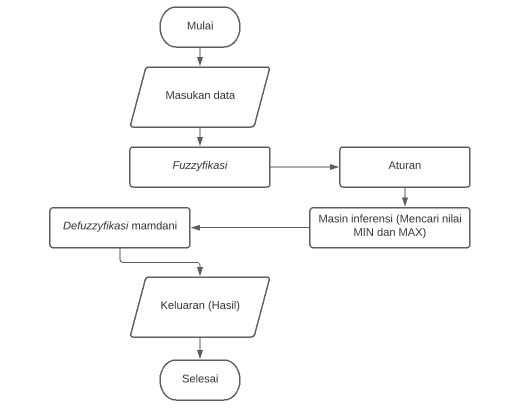 Mulai
Masukan data
Fuzzyfikasi
Aturan
Masin inferensi (Mencari nilai
MIN dan MAX)
Defuzzyfikasi mamdani
Keluaran (Hasil)
Selesai